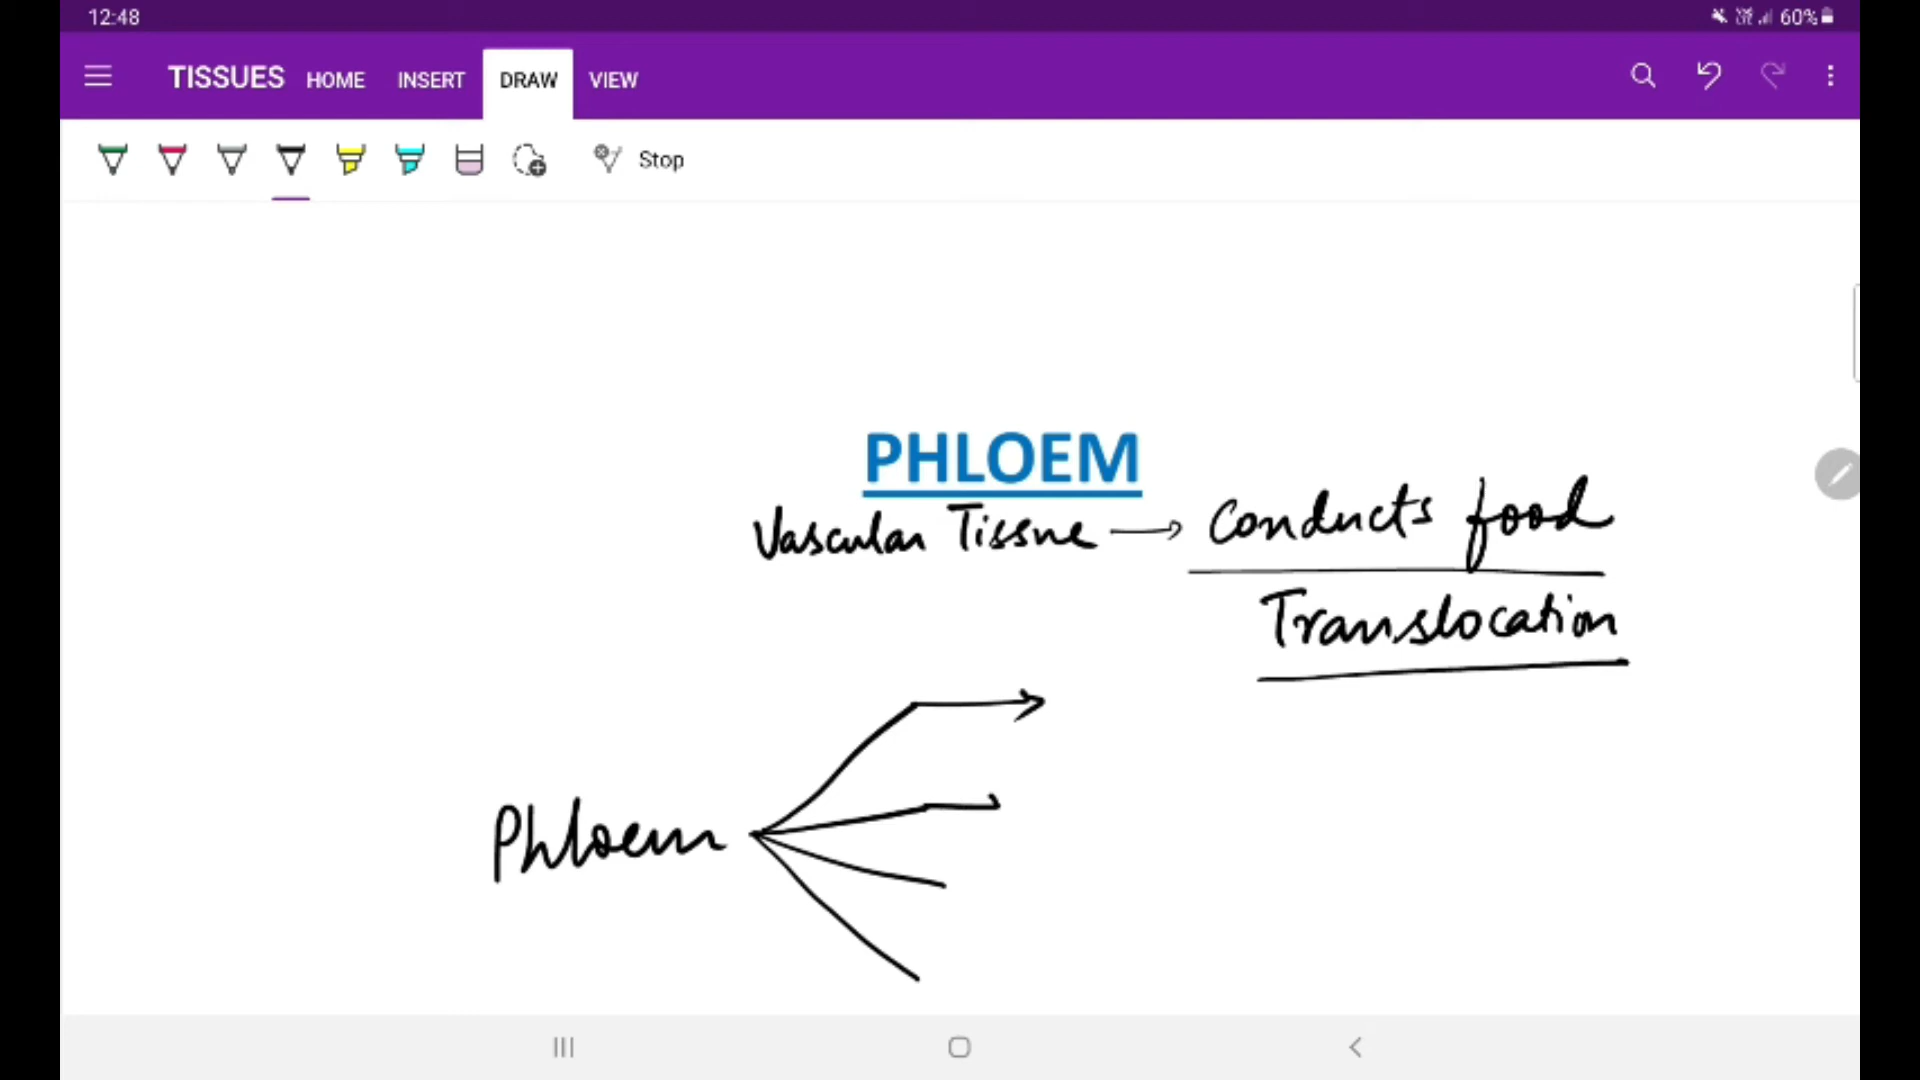 12:48
60%
TISSUES HOME INSERT DRAW VIEW
Stop
PHLOEM
Vascular Tissue → Conducts food
Translocation
Phloem